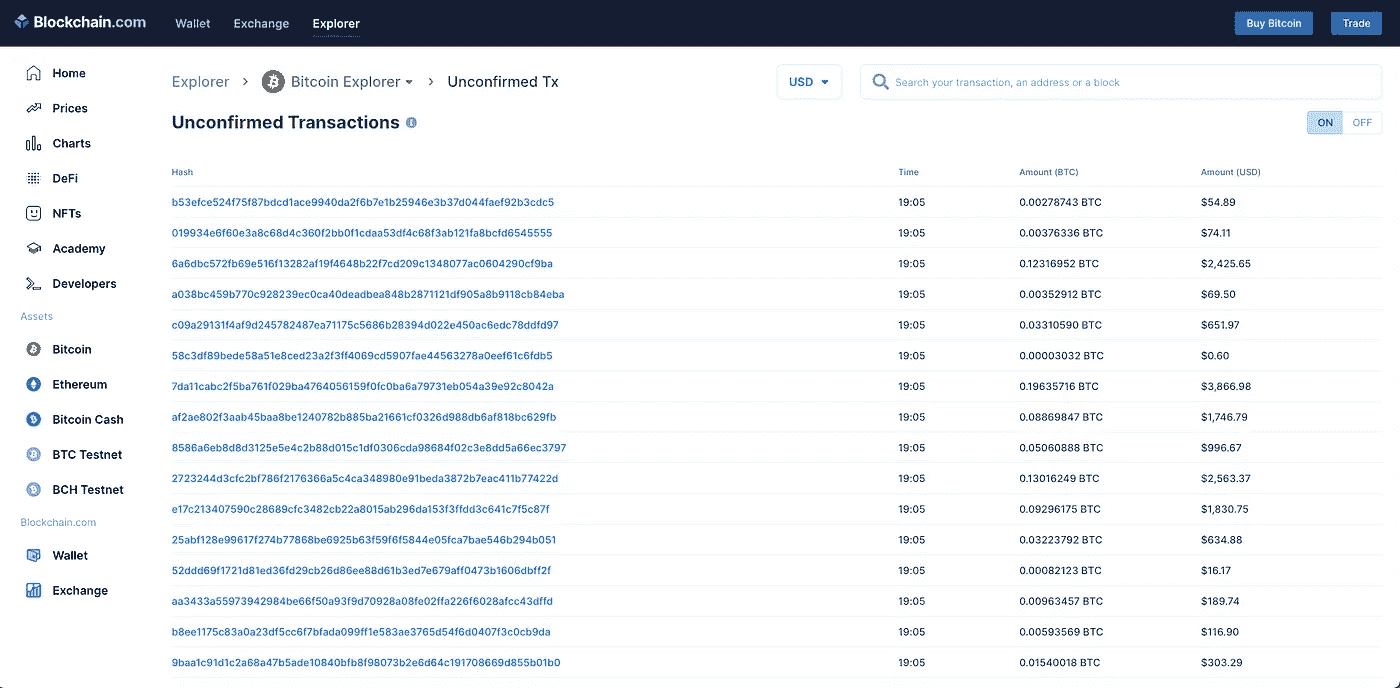 Blockchain.com Wallet Exchange Explorer Buy Bitcoin Trade
Home
Prices
Charts
DeFi
NFTs
Academy
Developers
Assets
Bitcoin
Ethereum
Bitcoin Cash
BTC Testnet
BCH Testnet
Blockchain.com
Wallet
Exchange
Explorer > Bitcoin Explorer > Unconfirmed Tx USD Search your transaction, an address or a block
Unconfirmed Transactions ON OFF
Hash Time Amount (BTC) Amount (USD)
b53efce524f75f87bdcd1ace9940da2f6b7e1b25946e3b37d044faef92b3cdc5 19:05 0.00278743 BTC $54.89
019934e6f60e3a8c68d4c360f2bb0f1cdaa53df4c68f3ab121fa8bcfd6545555 19:05 0.00376336 BTC $74.11
6a6dbc572fb69e516f13282af19f4648b22f7cd209c1348077ac0604290cf9ba 19:05 0.12316952 BTC $2,425.65
a038bc459b770c928239ec0ca40deadbea848b2871121df905a8b9118cb84eba 19:05 0.00352912 BTC $69.50
c09a29131f4af9d245782487ea71175c5686b28394d022e450ac6edc78ddfd97 19:05 0.03310590 BTC $651.97
58c3df89bede58a51e8ced23a2f3ff4069cd5907fae44563278a0eef61c6fdb5 19:05 0.00003032 BTC $0.60
7da11cabc2f5ba761f029ba4764056159f0fc0ba6a79731eb054a39e92c8042a 19:05 0.19635716 BTC $3,866.98
af2ae802f3aab45baa8be1240782b885ba21661cf0326d988db6af818bc629fb 19:05 0.08869847 BTC $1,746.79
8586a6eb8d8d3125e5e4c2b88d015c1df0306cda98684f02c3e8dd5a66ec3797 19:05 0.05060888 BTC $996.67
2723244d3cfc2bf786f2176366a5c4ca348980e91beda3872b7eac411b77422d 19:05 0.13016249 BTC $2,563.37
e17c213407590c28689cfc3482cb22a8015ab296da153f3ffdd3c641c7f5c87f 19:05 0.09296175 BTC $1,830.75
25abf128e99617f274b77868be6925b63f59f6f5844e05fca7bae546b294b051 19:05 0.03223792 BTC $634.88
52ddd69f1721d81ed36fd29cb26d86ee88d61b3ed7e679aff0473b1606dbff2f 19:05 0.00082123 BTC $16.17
aa3433a55973942984be66f50a93f9d70928a08fe02ffa226f6028afcc43dffd 19:05 0.00963457 BTC $189.74
b8ee1175c83a0a23df5cc6f7bfada099ff1e583ae3765d54f6d0407f3c0cb9da 19:05 0.00593569 BTC $116.90
9baa1c91d1c2a68a47b5ade10840bfb8f98073b2e6d64c191708669d855b01b0 19:05 0.01540018 BTC $303.29